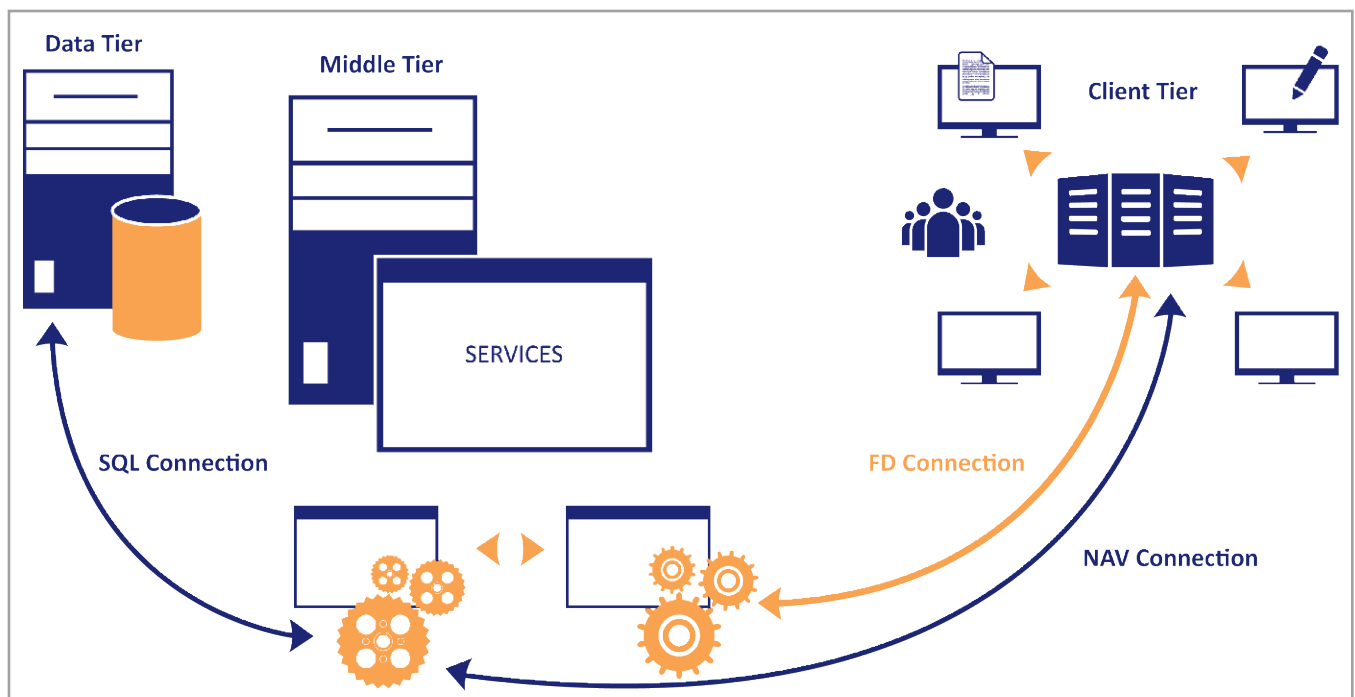 Data Tier
Middle Tier
Client Tier
SERVICES
SQL Connection
FD Connection
NAV Connection